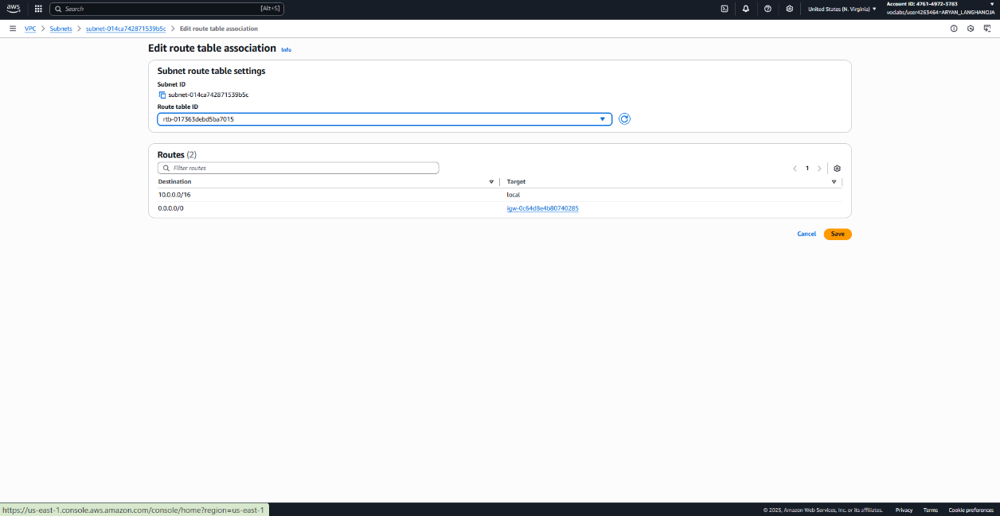 aws
Search [Alt+S]
United States (N. Virginia)
Account ID: 4761-4972-3783
voclabs/user4263464=ARYAN_LANGHANOJA
VPC
Subnets
subnet-014ca742871539b5c
Edit route table association
Edit route table association Info
Subnet route table settings
Subnet ID
subnet-014ca742871539b5c
Route table ID
rtb-017363debd5ba7015
Routes (2)
Filter routes
1
Destination Target
10.0.0.0/16 local
0.0.0.0/0 igw-0c64d8e4b80740285
Cancel Save
https://us-east-1.console.aws.amazon.com/console/home?region=us-east-1
© 2025, Amazon Web Services, Inc. or its affiliates. Privacy Terms Cookie preferences